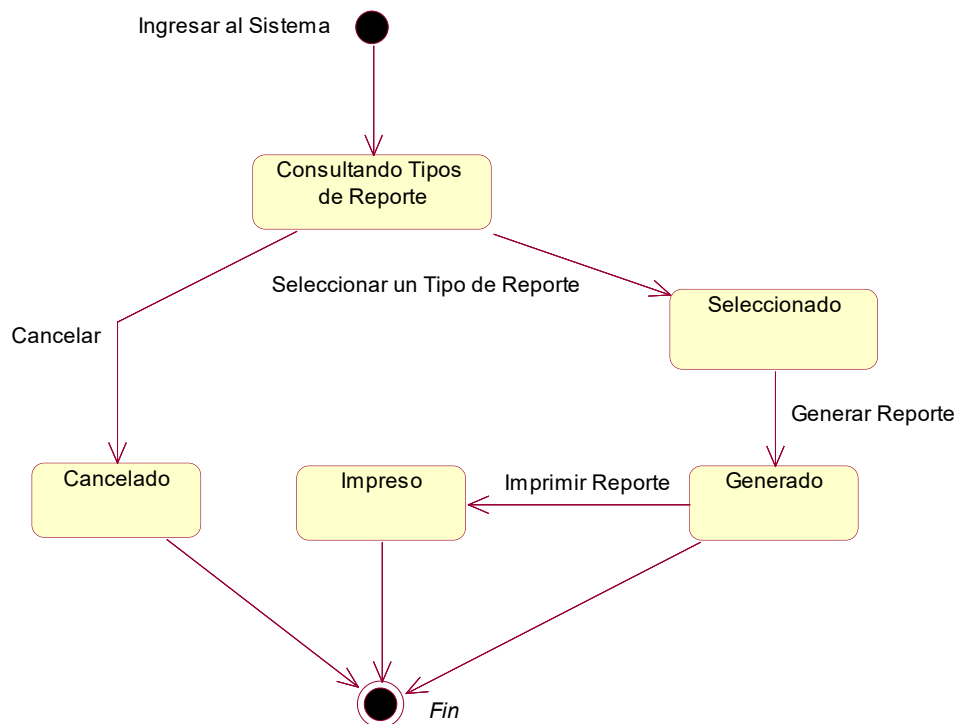 Ingresar al Sistema
Consultando Tipos
de Reporte
Seleccionar un Tipo de Reporte
Seleccionado
Cancelar
Generar Reporte
Cancelado
Impreso
Imprimir Reporte
Generado
Fin